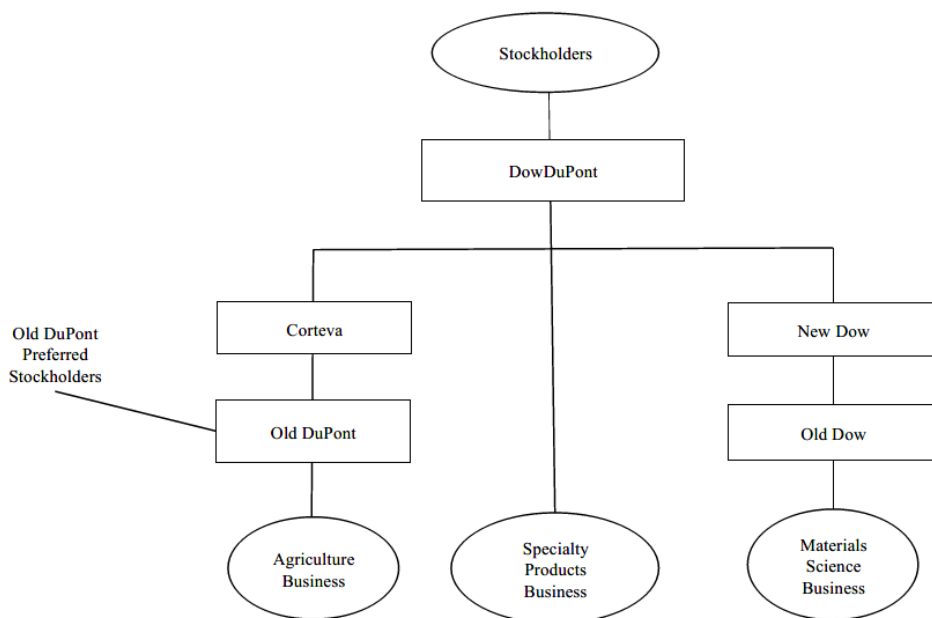 Stockholders
DowDuPont
Corteva
New Dow
Old DuPont
Preferred
Stockholders
Old DuPont
Old Dow
Agriculture
Business
Specialty
Products
Business
Materials
Science
Business